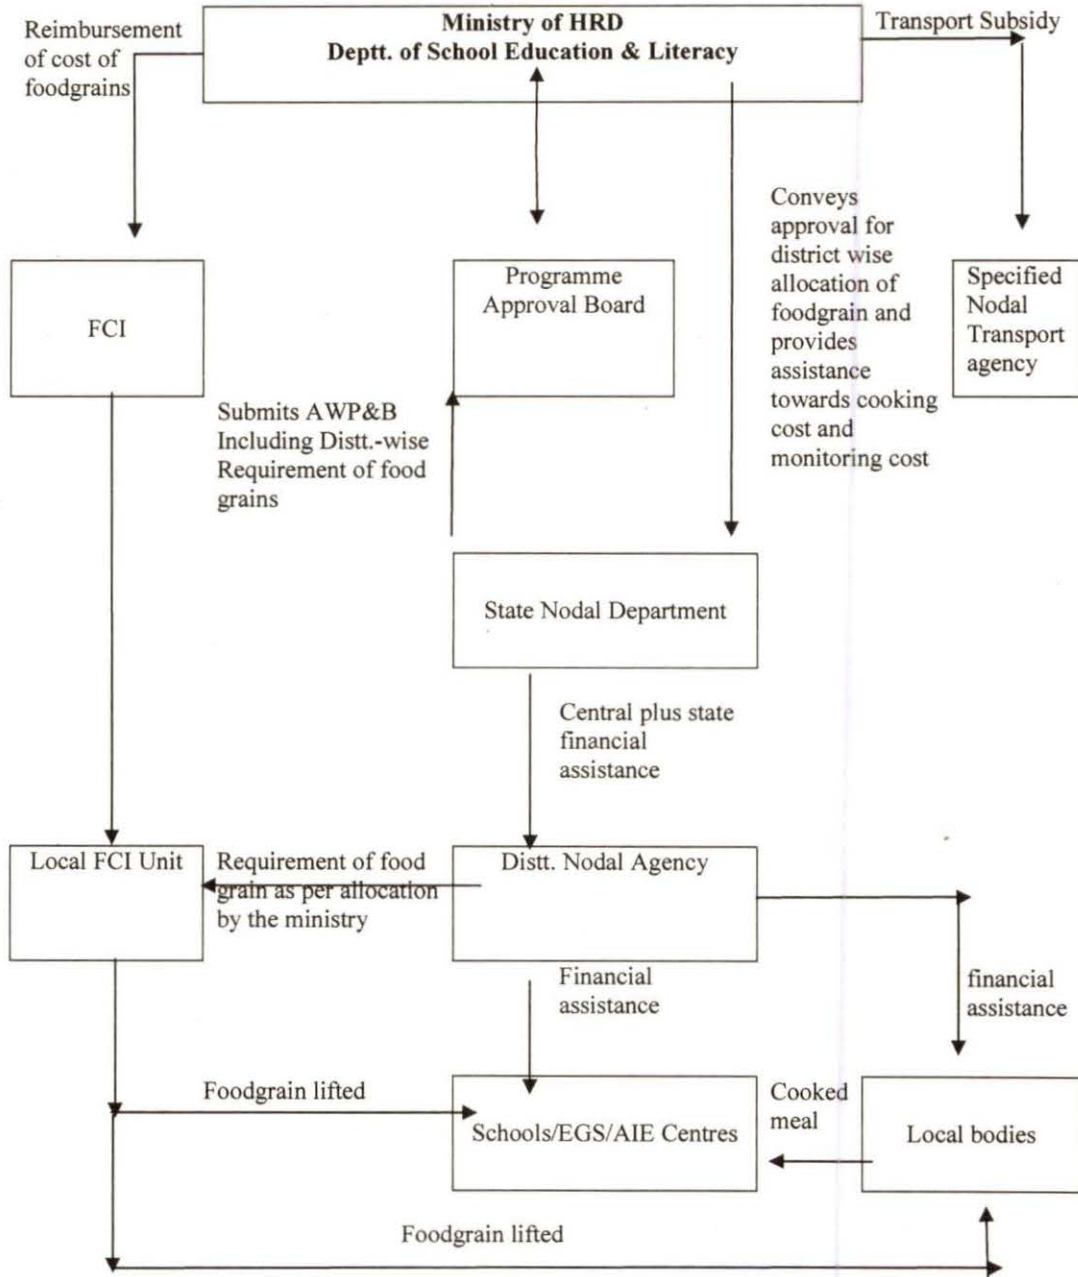 Reimbursement
of cost of
foodgrains
Ministry of HRD
Deptt. of School Education & Literacy
Transport Subsidy
Conveys
approval for
district wise
allocation of
foodgrain and
provides
assistance
towards cooking
cost and
monitoring cost
FCI
Programme
Approval Board
Specified
Nodal
Transport
agency
Submits AWP&B
Including Distt.-wise
Requirement of food
grains
State Nodal Department
Central plus state
financial
assistance
Local FCI Unit
Requirement of food
grain as per allocation
by the ministry
Distt. Nodal Agency
Financial
assistance
financial
assistance
Foodgrain lifted
Schools/EGS/AIE Centres
Cooked
meal
Local bodies
Foodgrain lifted